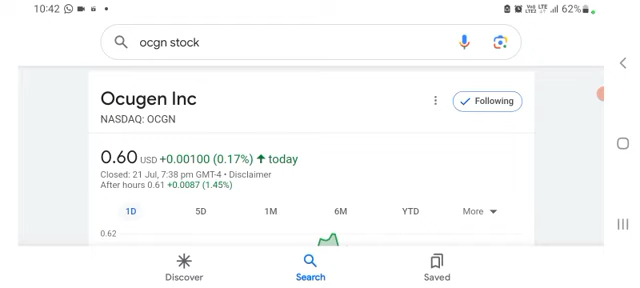 10:42
62%
ocgn stock
Ocugen Inc
Following
NASDAQ: OCGN
0.60 USD +0.00100 (0.17%) ↑ today
Closed: 21 Jul, 7:38 pm GMT-4 • Disclaimer
After hours 0.61 +0.0087 (1.45%)
1D 5D 1M 6M YTD More
0.62
Discover Search Saved